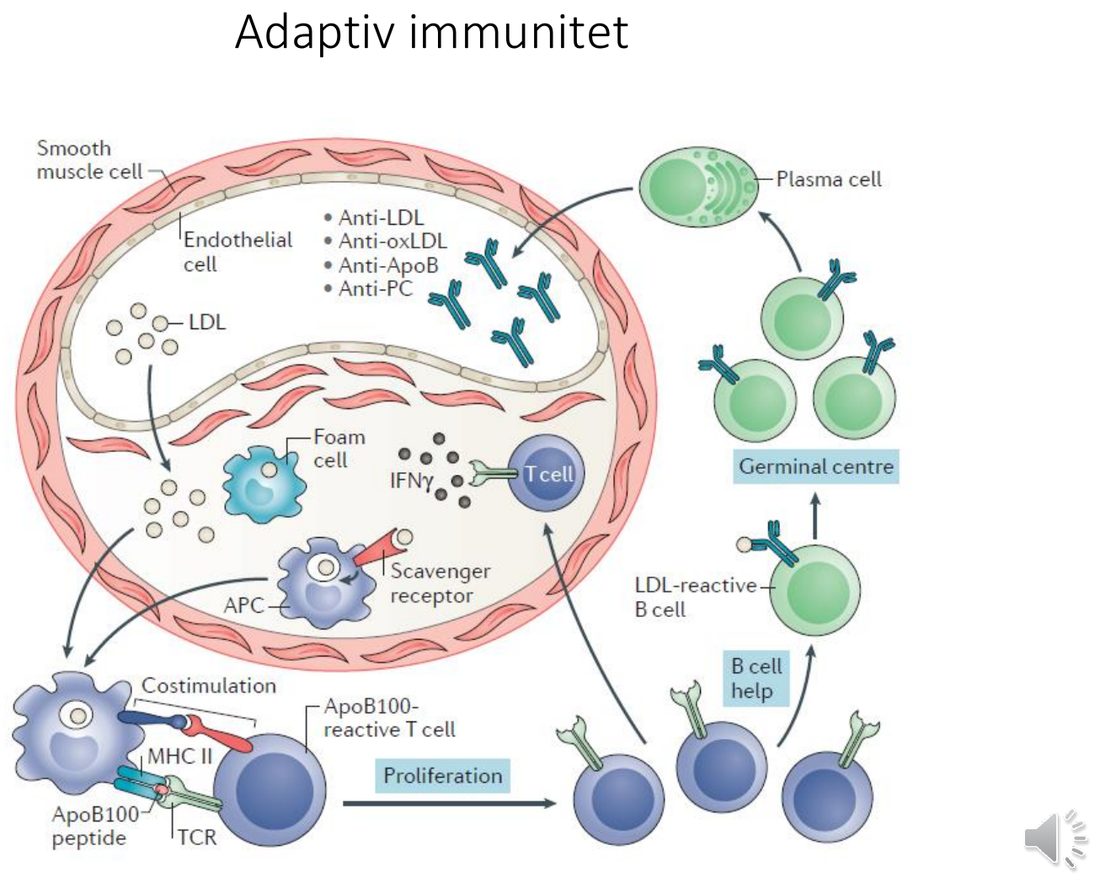 Adaptiv immunitet
Smooth
muscle cell
Endothelial
cell
• Anti-LDL
• Anti-oxLDL
• Anti-ApoB
• Anti-PC
Plasma cell
LDL
Foam
cell
IFNγ
T cell
Germinal centre
Scavenger
receptor
APC
LDL-reactive
B cell
B cell
help
Costimulation
ApoB100-
reactive T cell
MHC II
Proliferation
ApoB100
peptide
TCR